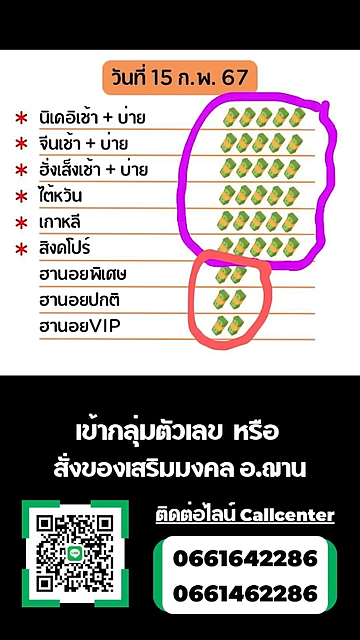 วันที่ 15 ก.พ. 67
* นิเคอิเช้า + บ่าย
* จีนเช้า + บ่าย
* ฮั่งเส็งเช้า + บ่าย
* ไต้หวัน
* เกาหลี
* สิงคโปร์
ฮานอยพิเศษ
ฮานอยปกติ
ฮานอยVIP
เข้ากลุ่มตัวเลข หรือ
สั่งของเสริมมงคล อ.ฌาน
ติดต่อไลน์ Callcenter
0661642286
0661462286